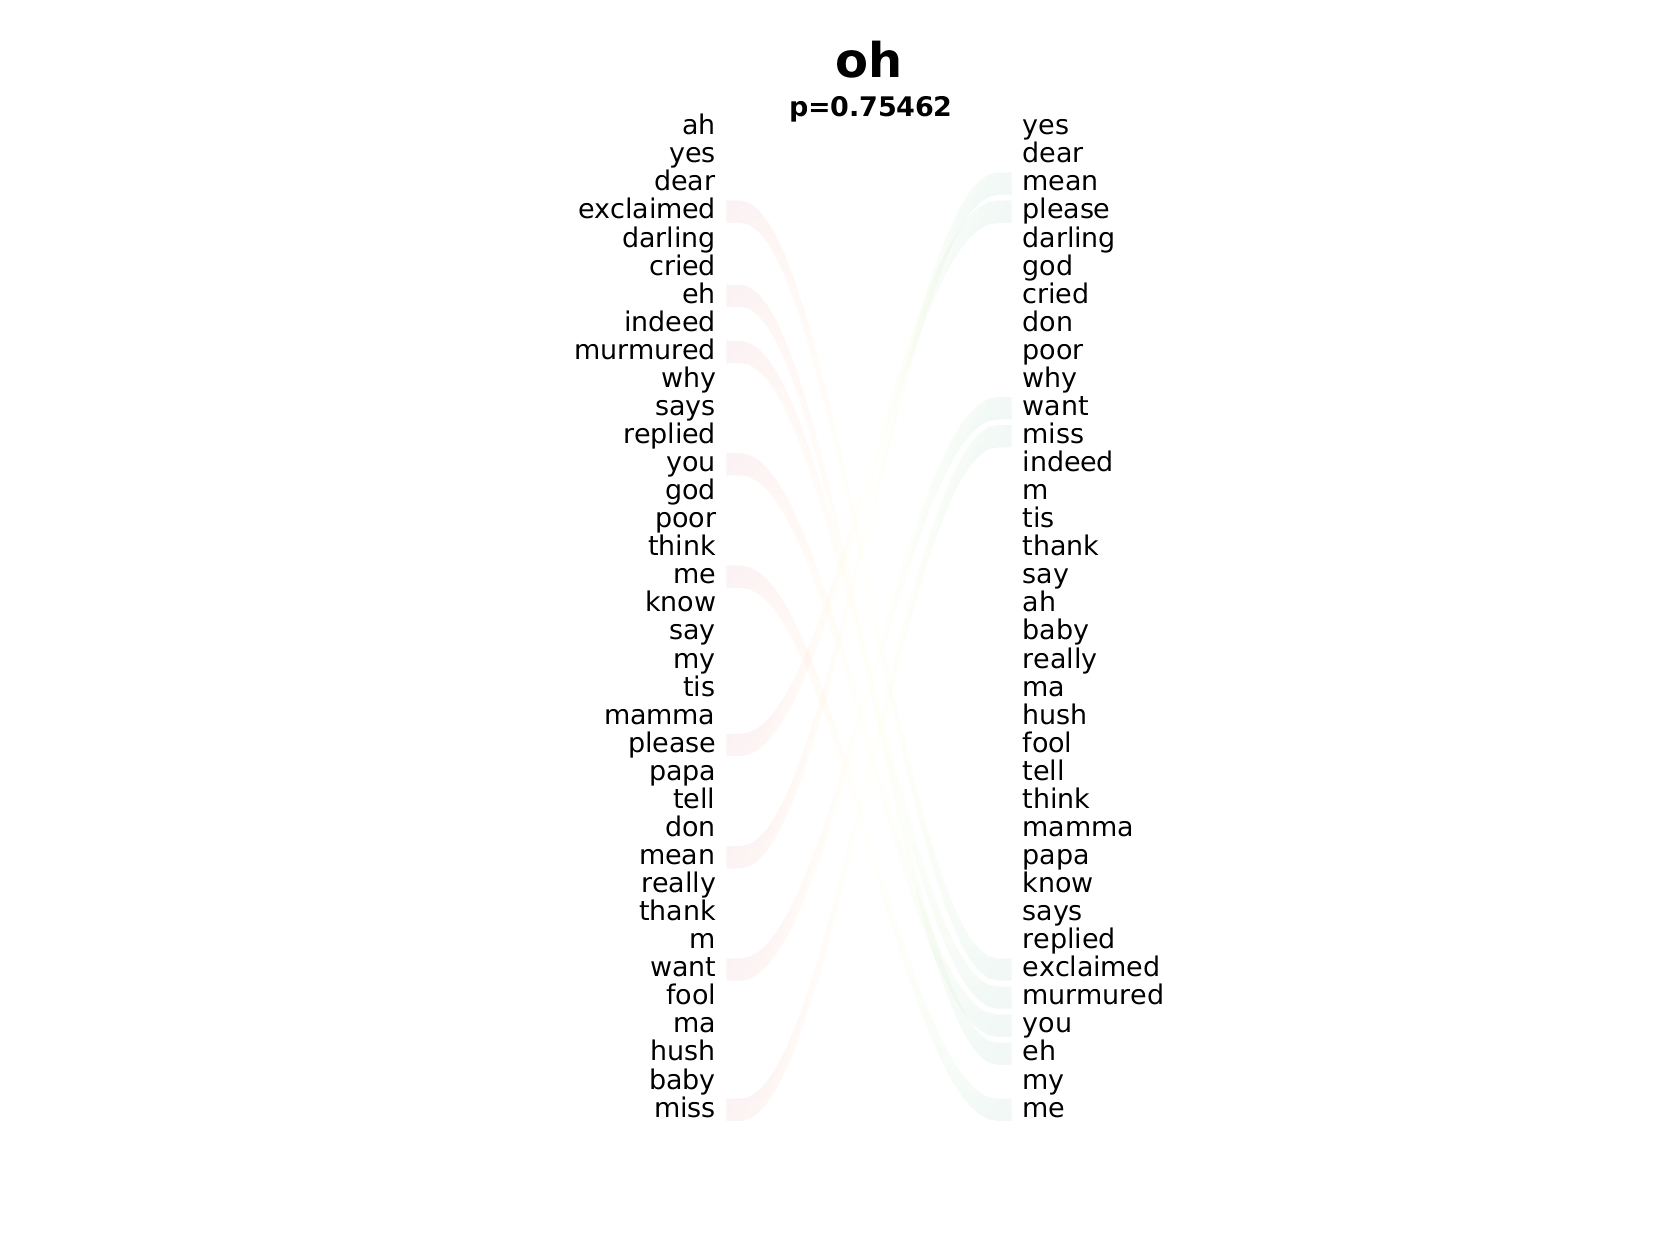 oh
p=0.75462
ah yes
yes dear
dear mean
exclaimed please
darling darling
cried god
eh cried
indeed don
murmured poor
why why
says want
replied miss
you indeed
god m
poor tis
think thank
me say
know ah
say baby
my really
tis ma
mamma hush
please fool
papa tell
tell think
don mamma
mean papa
really know
thank says
m replied
want exclaimed
fool murmured
ma you
hush eh
baby my
miss me